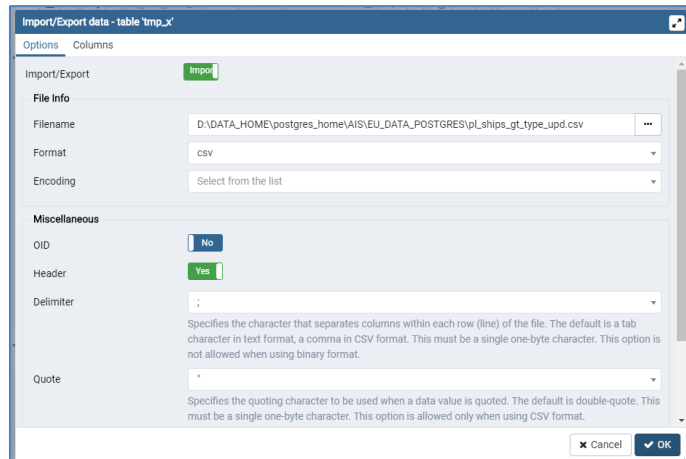 Import/Export data - table 'tmp_x'
Options Columns
Import/Export Import
File Info
Filename D:\DATA_HOME\postgres_home\AIS\EU_DATA_POSTGRES\pl_ships_gt_type_upd.csv
Format csv
Encoding Select from the list
Miscellaneous
OID No
Header Yes
Delimiter ;
Specifies the character that separates columns within each row (line) of the file. The default is a tab
character in text format, a comma in CSV format. This must be a single one-byte character. This option is
not allowed when using binary format.
Quote "
Specifies the quoting character to be used when a data value is quoted. The default is double-quote. This
must be a single one-byte character. This option is allowed only when using CSV format.
Cancel OK